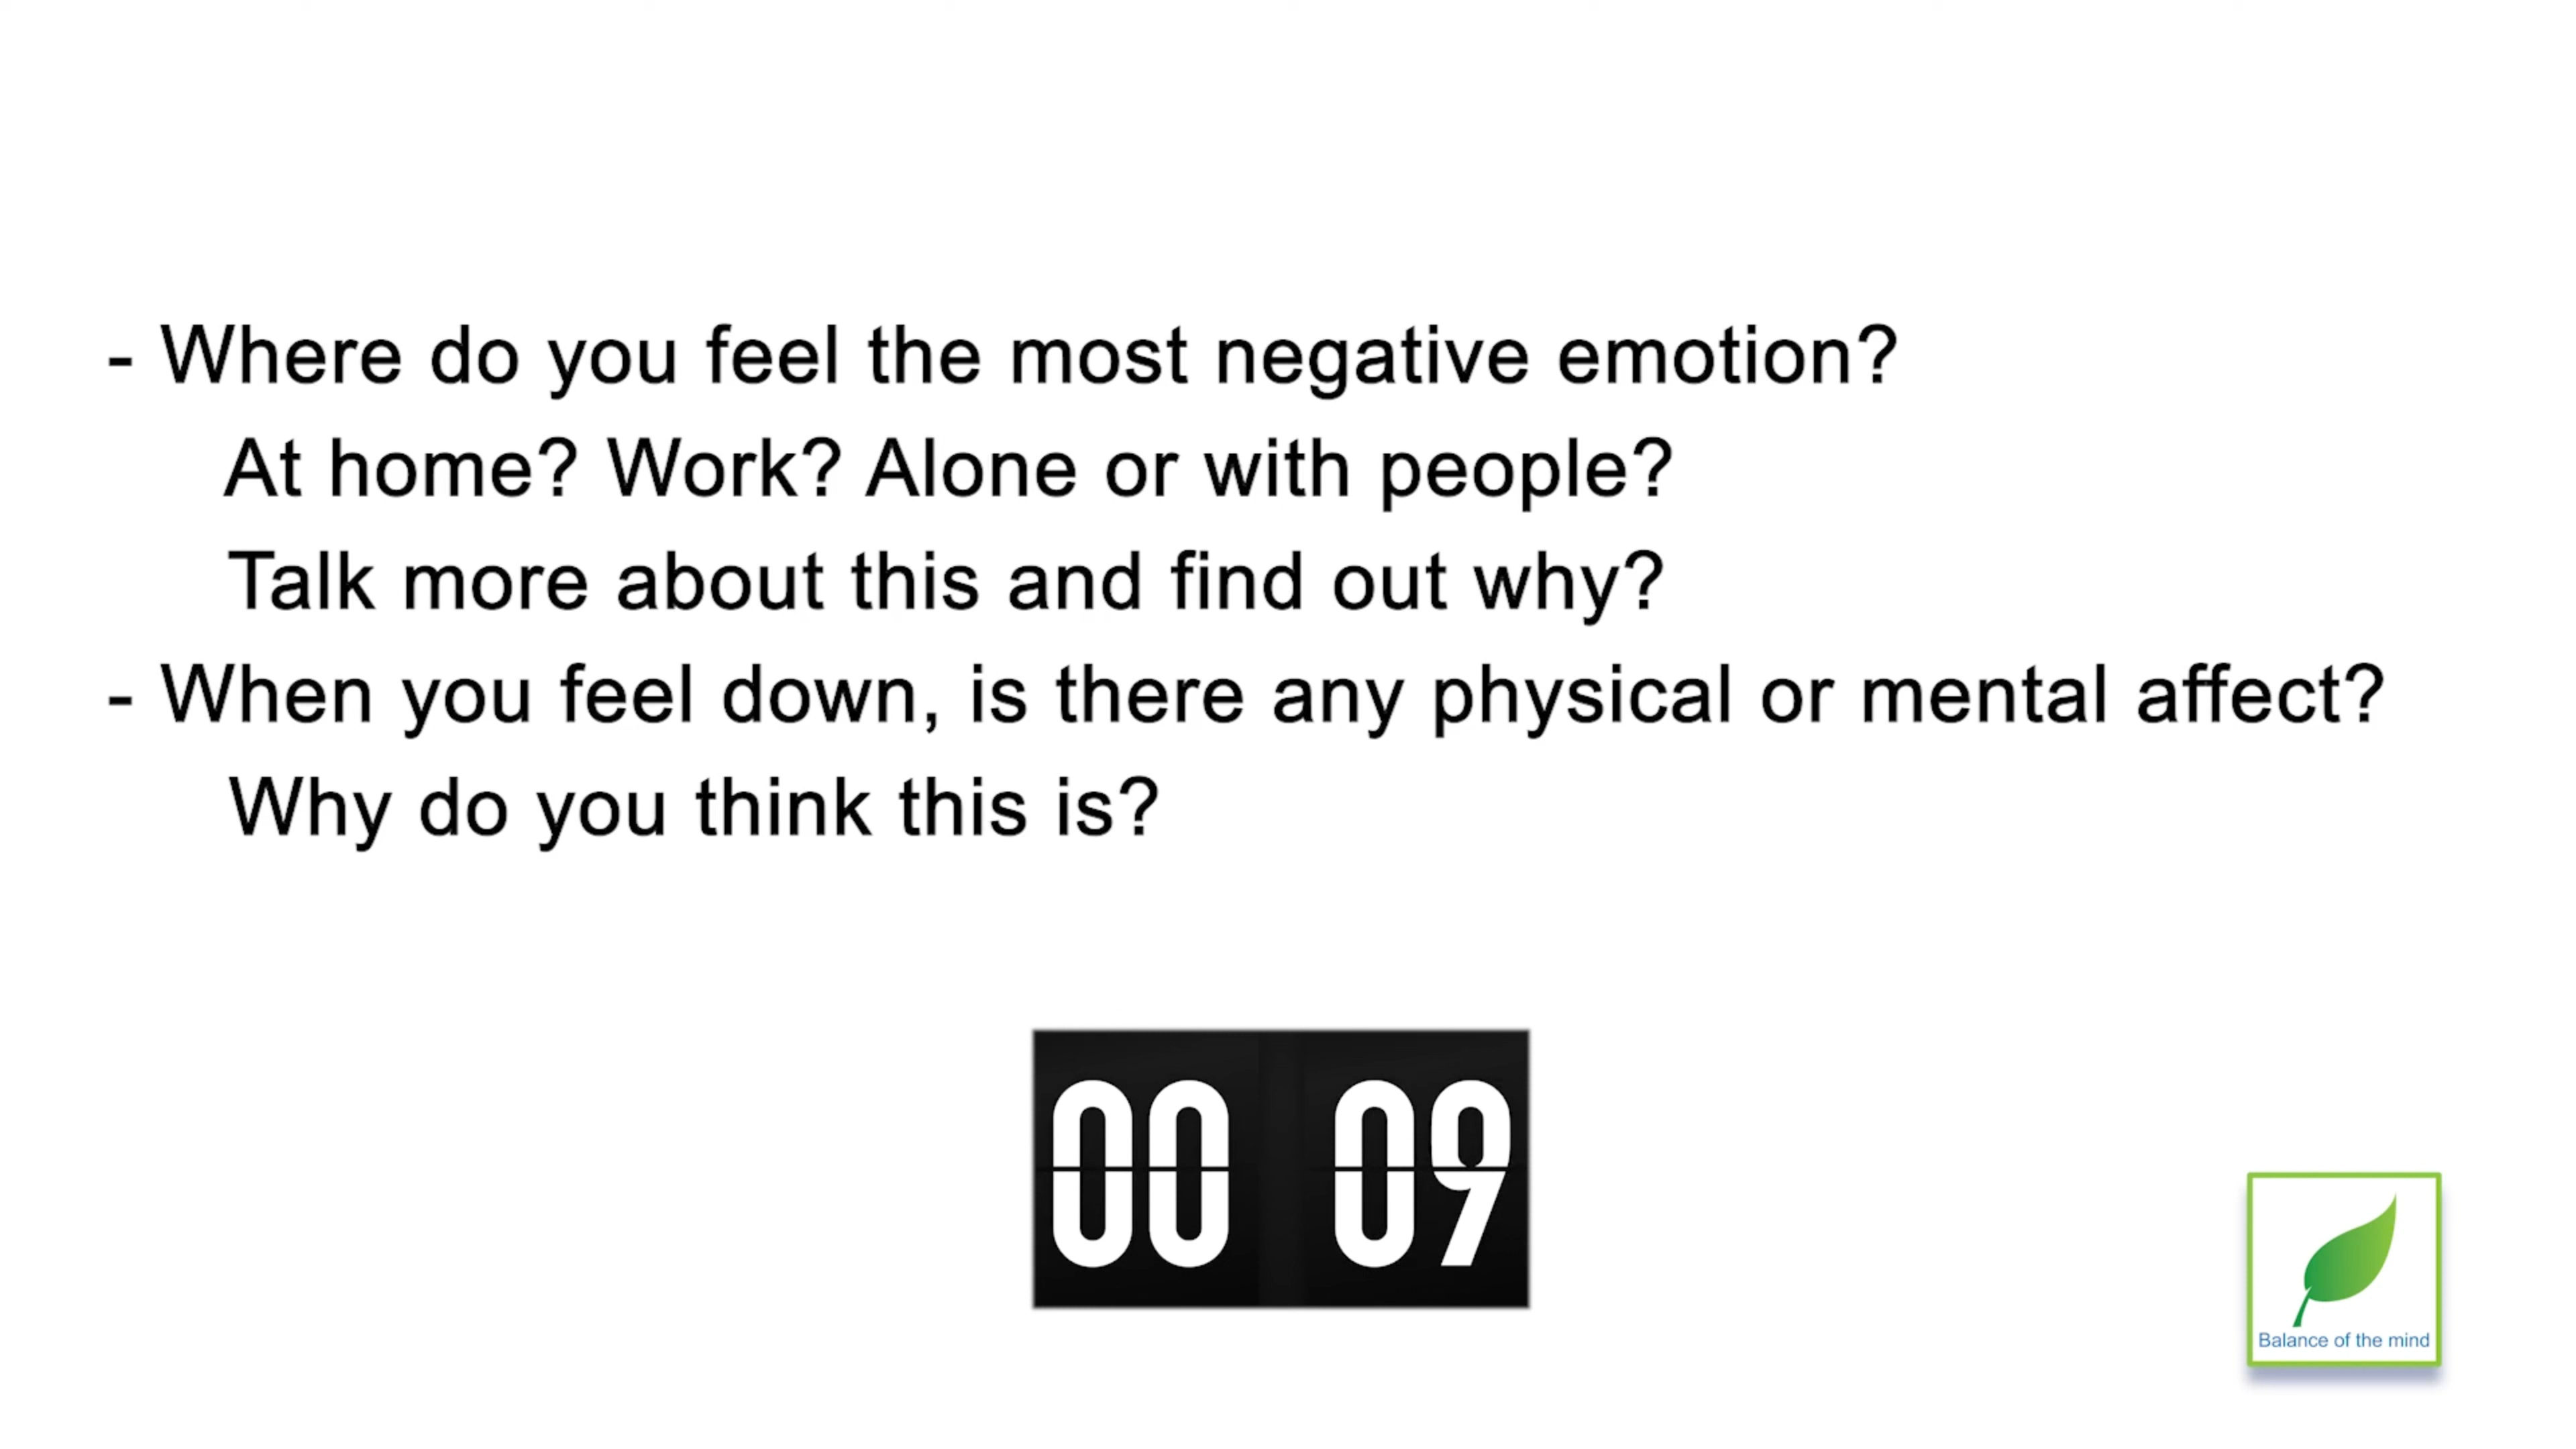 - Where do you feel the most negative emotion?
At home? Work? Alone or with people?
Talk more about this and find out why?
- When you feel down, is there any physical or mental affect?
Why do you think this is?
00 09
Balance of the mind